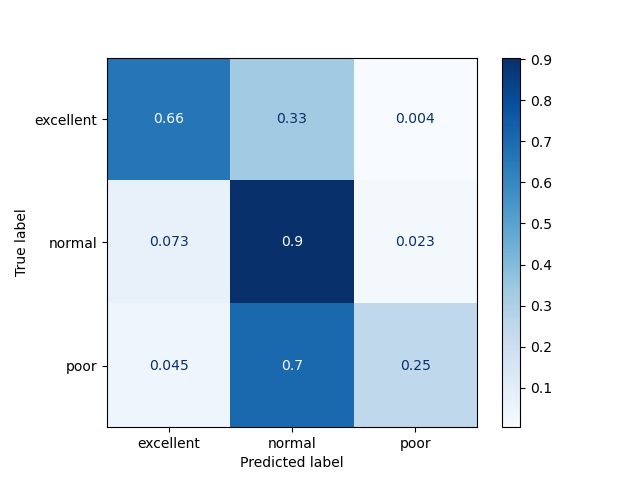 0.9
excellent 0.66 0.33 0.004
0.8
0.7
0.6
True label
normal 0.073 0.9 0.023
0.5
0.4
0.3
poor 0.045 0.7 0.25
0.2
0.1
excellent normal poor
Predicted label